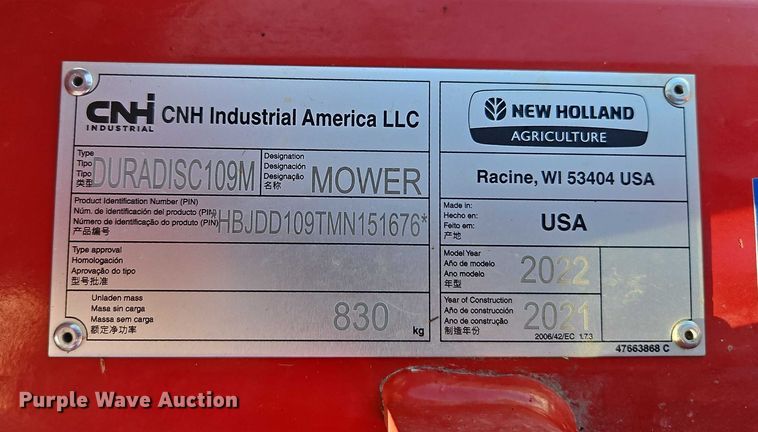 CNH
INDUSTRIAL
CNH Industrial America LLC
NEW HOLLAND
AGRICULTURE
Type
Tipo
Tipo
类型
DURADISC109M
Designation
Designación
Designação
名称
MOWER
Racine, WI 53404 USA
Product Identification Number (PIN)
Núm. de identificación del producto (PIN)
Número de identificação do produto (PIN)
产品编号
*HBJDD109TMN151676*
Made in:
Hecho en:
Feito em:
产地
USA
Type approval
Homologación
Aprovação do tipo
型号批准
Model Year
Año de modelo
Ano modelo
年型
2022
Unladen mass
Masa sin carga
Massa sem carga
额定净功率
830
kg
Year of Construction
Año de construcción
Ano de construção
制造年份
2021
2006/42/EC 1.7.3
47663868 C
Purple Wave Auction